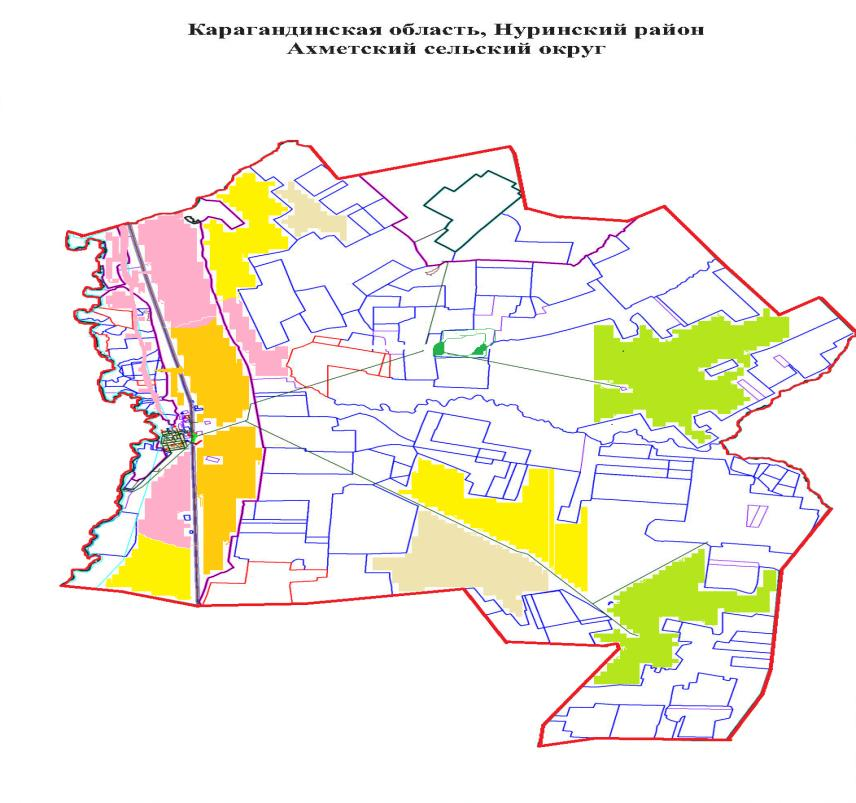 Карагандинская область, Нуринский район
Ахметский сельский округ